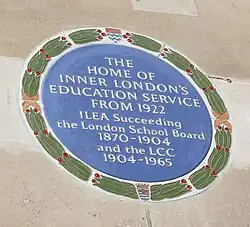 THE
HOME OF
INNER LONDON'S
EDUCATION SERVICE
FROM 1922
ILEA Succeeding
the London School Board
1870-1904
and the LCC
1904-1965